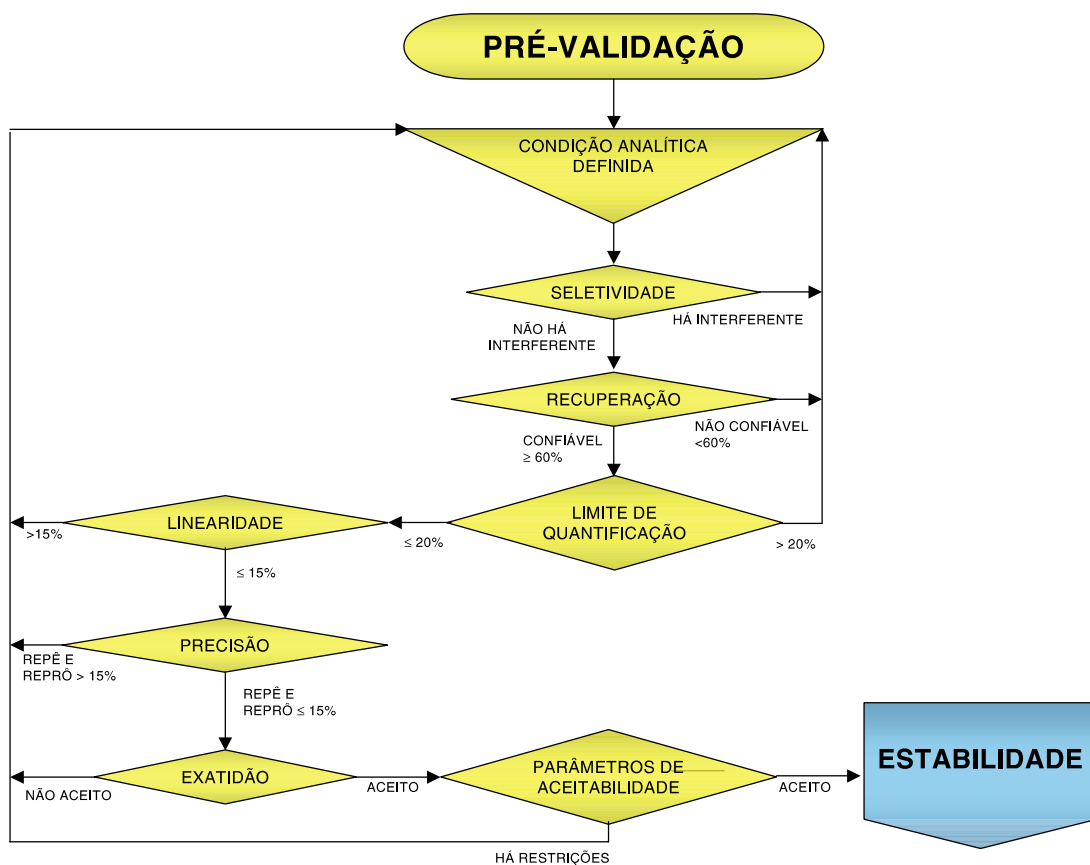 PRÉ-VALIDAÇÃO
CONDIÇÃO ANALÍTICA
DEFINIDA
SELETIVIDADE
HÁ INTERFERENTE
NÃO HÁ
INTERFERENTE
RECUPERAÇÃO
NÃO CONFIÁVEL
<60%
CONFIÁVEL
≥ 60%
LIMITE DE
QUANTIFICAÇÃO
> 20%
≤ 20%
LINEARIDADE
>15%
≤ 15%
PRECISÃO
REPÊ E
REPRÔ > 15%
REPÊ E
REPRÔ ≤ 15%
EXATIDÃO
NÃO ACEITO
ACEITO
PARÂMETROS DE
ACEITABILIDADE
ACEITO
ESTABILIDADE
HÁ RESTRIÇÕES